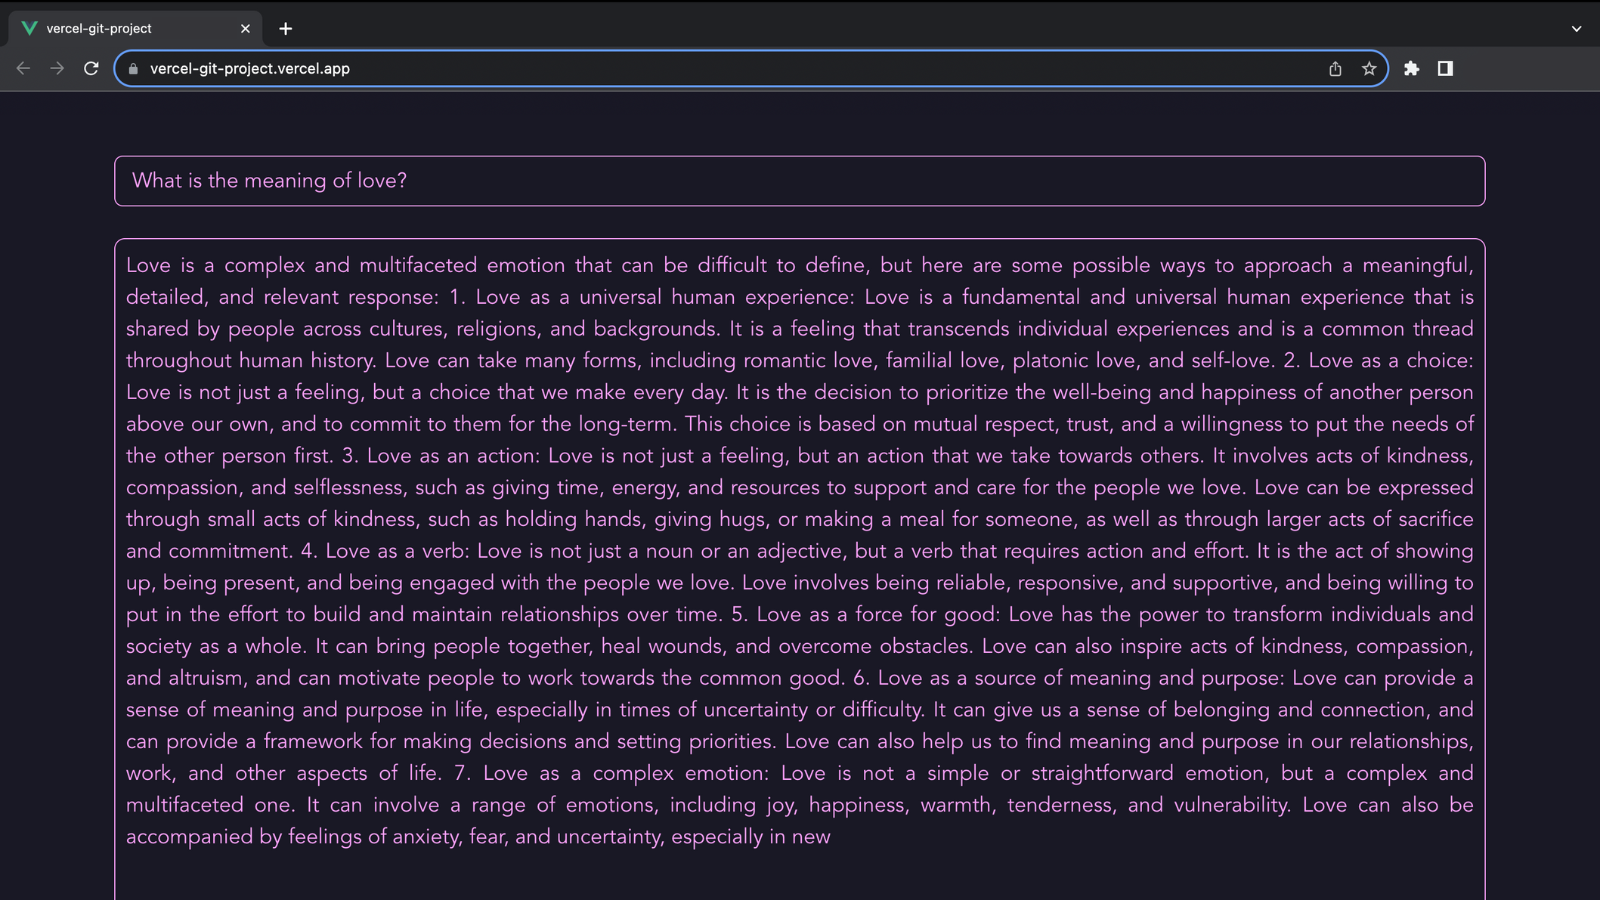 vercel-git-project
vercel-git-project.vercel.app
What is the meaning of love?
Love is a complex and multifaceted emotion that can be difficult to define, but here are some possible ways to approach a meaningful,
detailed, and relevant response: 1. Love as a universal human experience: Love is a fundamental and universal human experience that is
shared by people across cultures, religions, and backgrounds. It is a feeling that transcends individual experiences and is a common thread
throughout human history. Love can take many forms, including romantic love, familial love, platonic love, and self-love. 2. Love as a choice:
Love is not just a feeling, but a choice that we make every day. It is the decision to prioritize the well-being and happiness of another person
above our own, and to commit to them for the long-term. This choice is based on mutual respect, trust, and a willingness to put the needs of
the other person first. 3. Love as an action: Love is not just a feeling, but an action that we take towards others. It involves acts of kindness,
compassion, and selflessness, such as giving time, energy, and resources to support and care for the people we love. Love can be expressed
through small acts of kindness, such as holding hands, giving hugs, or making a meal for someone, as well as through larger acts of sacrifice
and commitment. 4. Love as a verb: Love is not just a noun or an adjective, but a verb that requires action and effort. It is the act of showing
up, being present, and being engaged with the people we love. Love involves being reliable, responsive, and supportive, and being willing to
put in the effort to build and maintain relationships over time. 5. Love as a force for good: Love has the power to transform individuals and
society as a whole. It can bring people together, heal wounds, and overcome obstacles. Love can also inspire acts of kindness, compassion,
and altruism, and can motivate people to work towards the common good. 6. Love as a source of meaning and purpose: Love can provide a
sense of meaning and purpose in life, especially in times of uncertainty or difficulty. It can give us a sense of belonging and connection, and
can provide a framework for making decisions and setting priorities. Love can also help us to find meaning and purpose in our relationships,
work, and other aspects of life. 7. Love as a complex emotion: Love is not a simple or straightforward emotion, but a complex and
multifaceted one. It can involve a range of emotions, including joy, happiness, warmth, tenderness, and vulnerability. Love can also be
accompanied by feelings of anxiety, fear, and uncertainty, especially in new